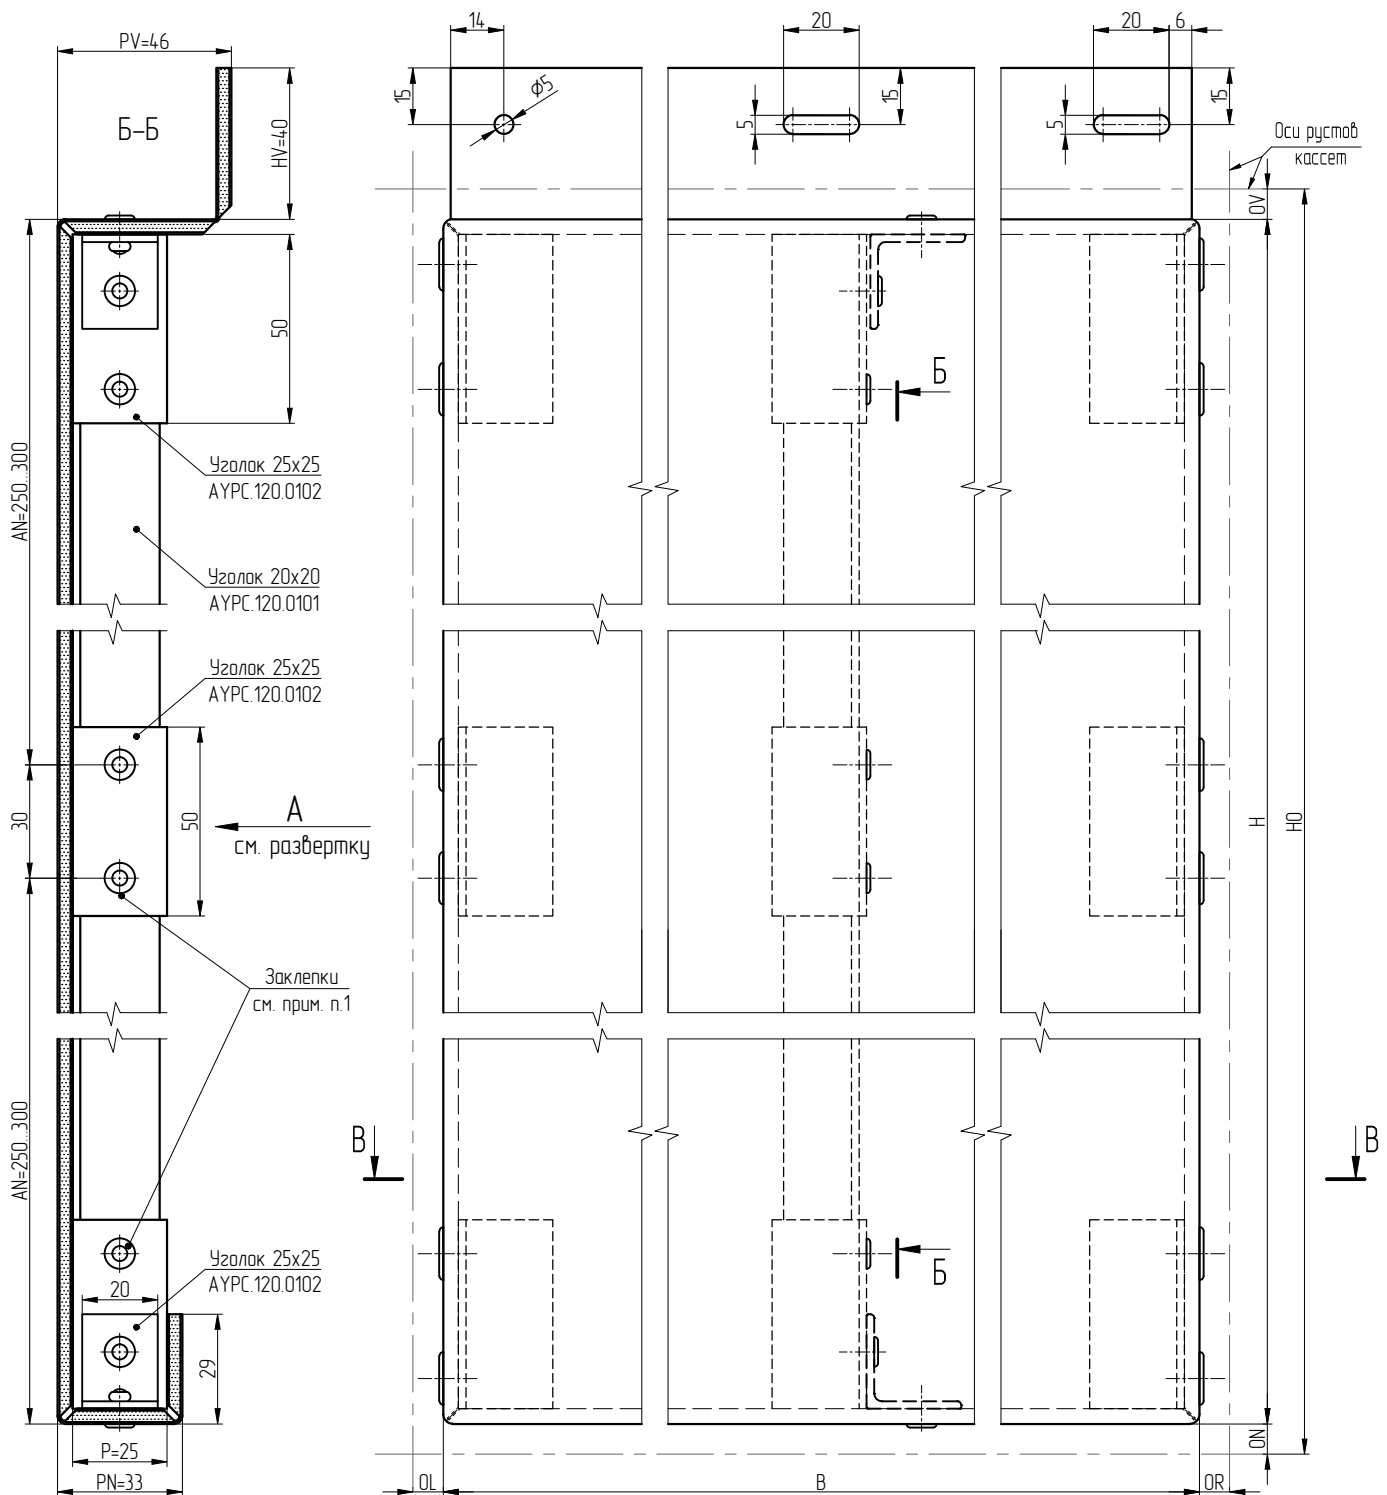 PV=46
14
20
20
6
Б-Б
HV=40
15
Ø5
5
15
5
15
Оси рустов
кассет
OV
50
Б
AN=250...300
Уголок 25х25
АУРС.120.0102
Уголок 20х20
АУРС.120.0101
Уголок 25х25
АУРС.120.0102
30
50
А
см. развертку
H
HO
Заклепки
см. прим. п.1
AN=250...300
В
В
Уголок 25х25
АУРС.120.0102
Б
20
29
P=25
PN=33
OL
B
OR
ON